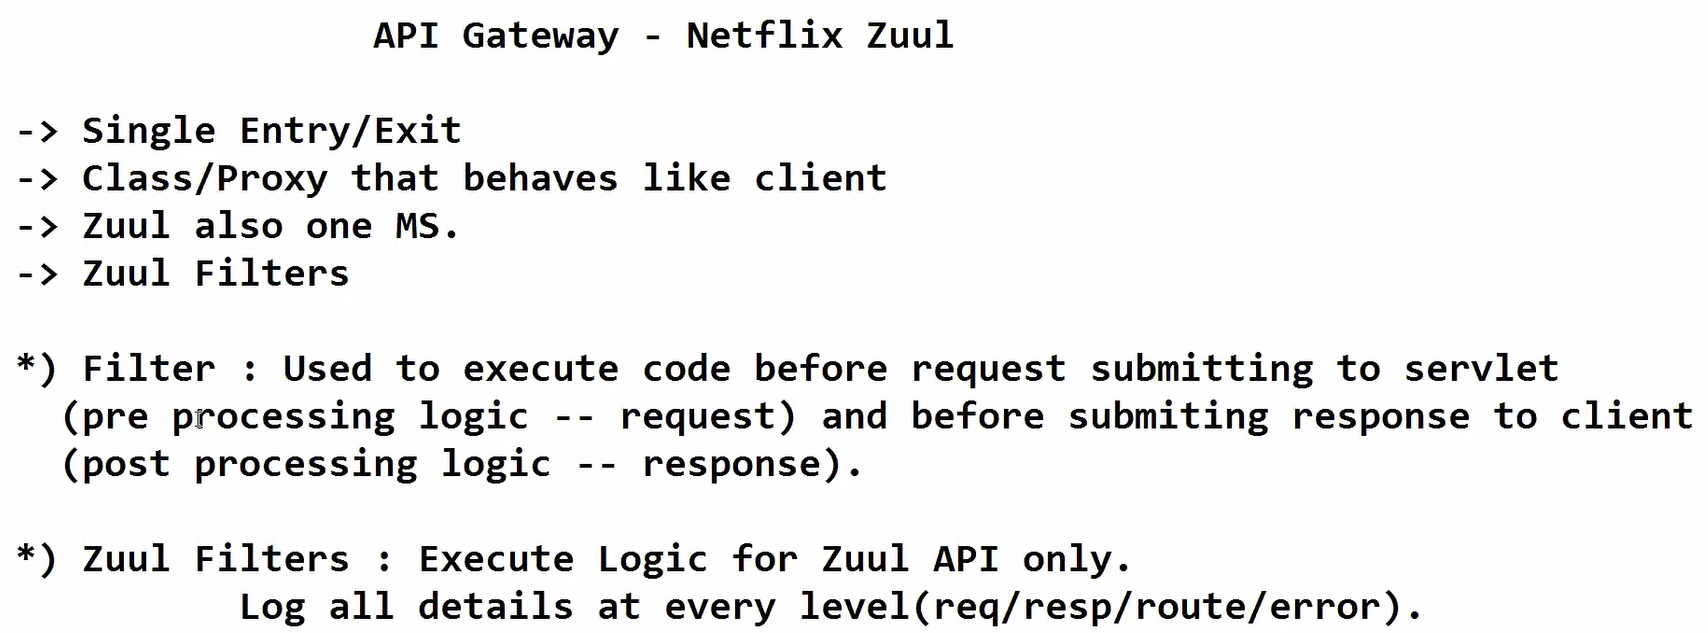 API Gateway - Netflix Zuul
-> Single Entry/Exit
-> Class/Proxy that behaves like client
-> Zuul also one MS.
-> Zuul Filters
*) Filter : Used to execute code before request submitting to servlet
(pre processing logic -- request) and before submiting response to client
(post processing logic -- response).
*) Zuul Filters : Execute Logic for Zuul API only.
Log all details at every level(req/resp/route/error).